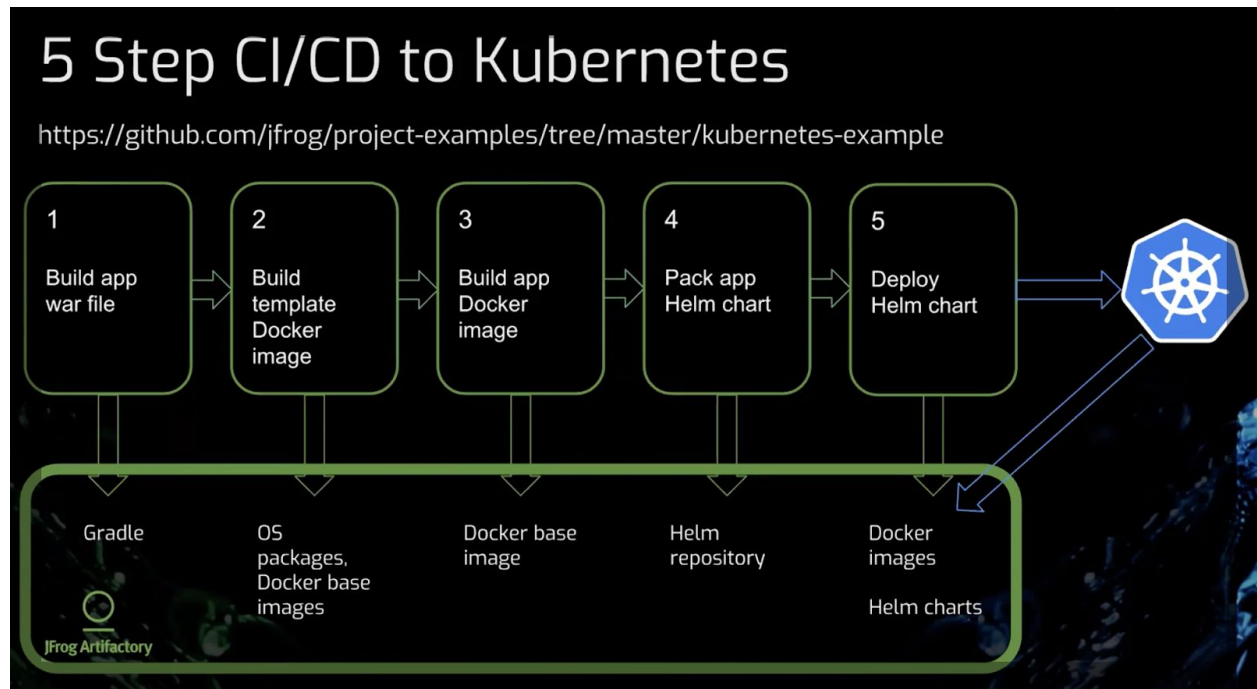 5 Step CI/CD to Kubernetes
https://github.com/jfrog/project-examples/tree/master/kubernetes-example
1
Build app
war file
2
Build
template
Docker
image
3
Build app
Docker
image
4
Pack app
Helm chart
5
Deploy
Helm chart
Gradle
OS
packages,
Docker base
images
Docker base
image
Helm
repository
Docker
images
Helm charts
JFrog Artifactory